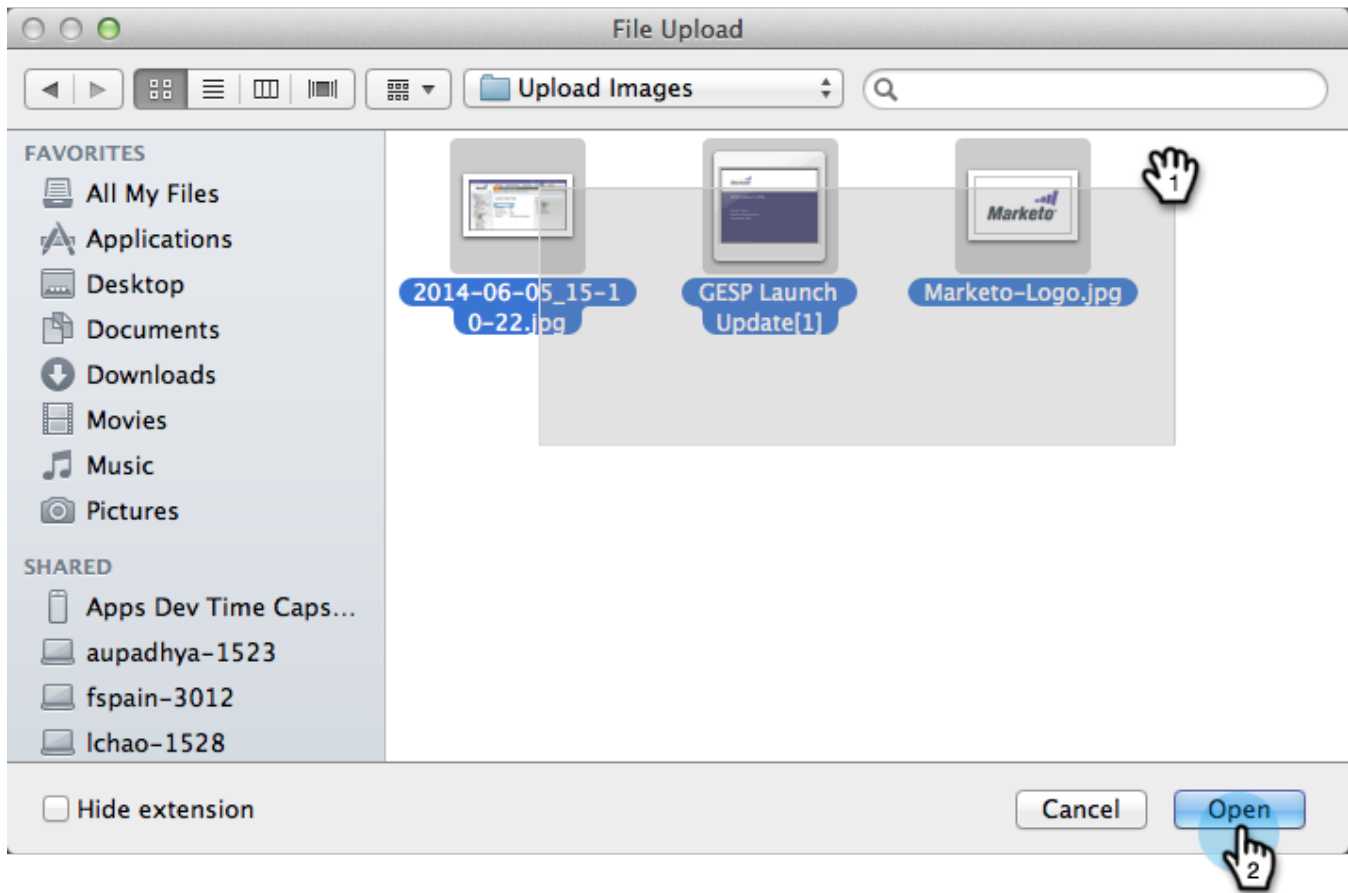 File Upload
Upload Images
FAVORITES
All My Files
Applications
Desktop
Documents
Downloads
Movies
Music
Pictures
SHARED
Apps Dev Time Caps...
aupadhya-1523
fspain-3012
lchao-1528
Marketo
2014-06-05_15-1
0-22.jpg
GESP Launch
Update[1]
Marketo-Logo.jpg
1
Hide extension
Cancel
Open
2